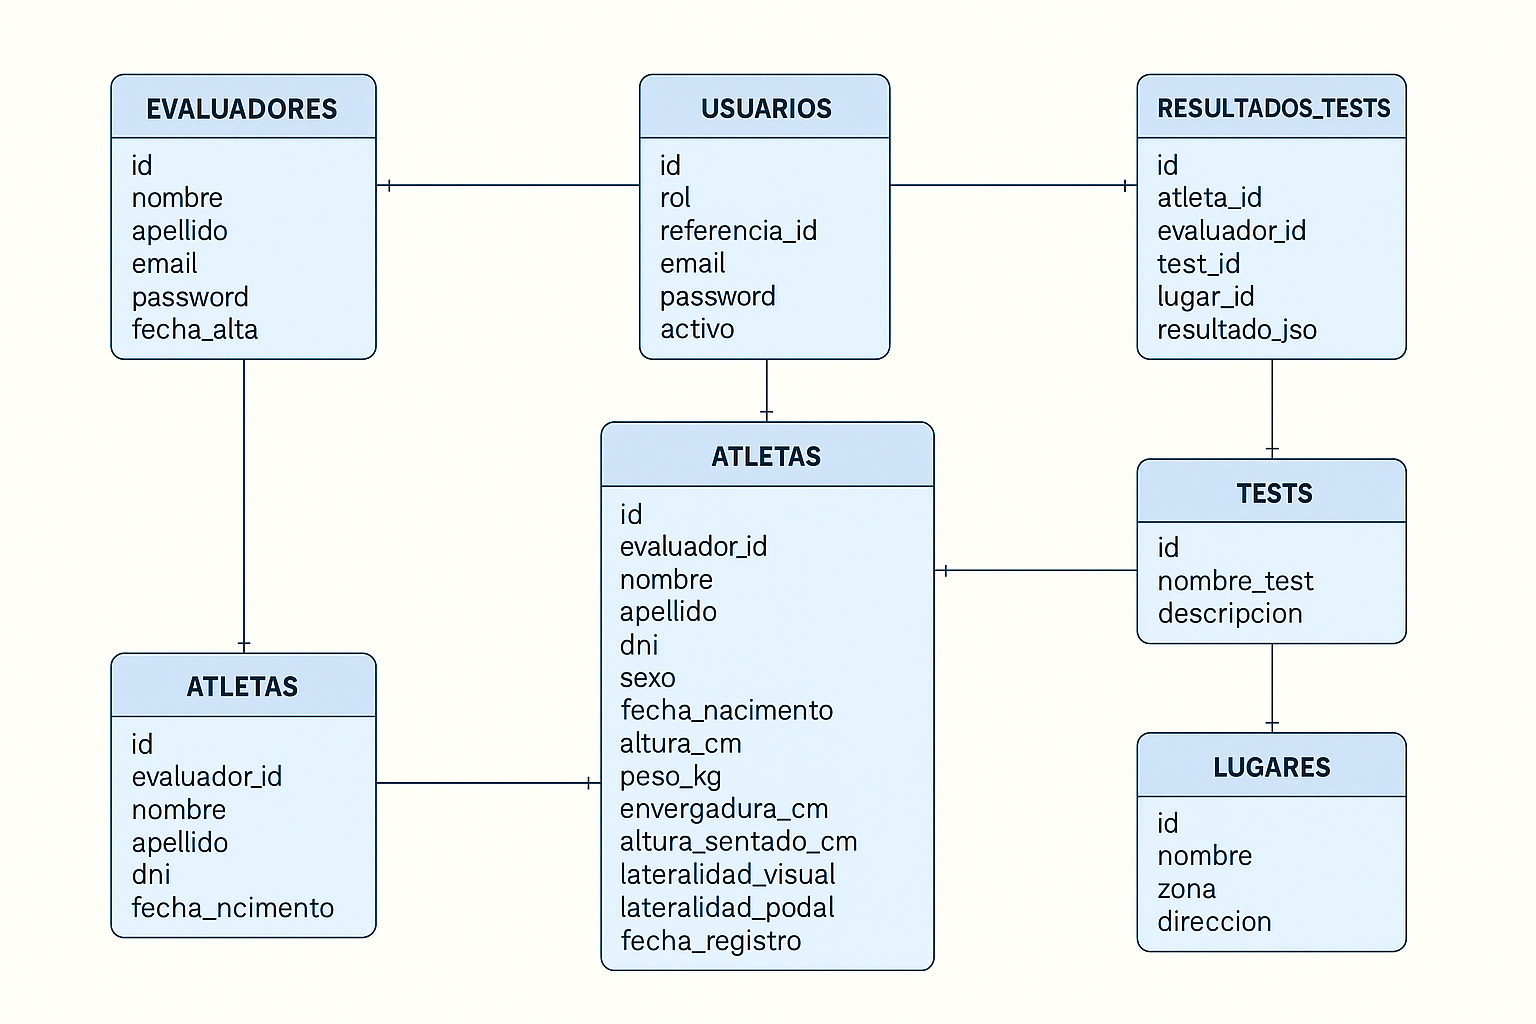 EVALUADORES
id
nombre
apellido
email
password
fecha_alta
USUARIOS
id
rol
referencia_id
email
password
activo
RESULTADOS_TESTS
id
atleta_id
evaluador_id
test_id
lugar_id
resultado_jso
ATLETAS
id
evaluador_id
nombre
apellido
dni
fecha_ncimento
ATLETAS
id
evaluador_id
nombre
apellido
dni
sexo
fecha_nacimento
altura_cm
peso_kg
envergadura_cm
altura_sentado_cm
lateralidad_visual
lateralidad_podal
fecha_registro
TESTS
id
nombre_test
descripcion
LUGARES
id
nombre
zona
direccion